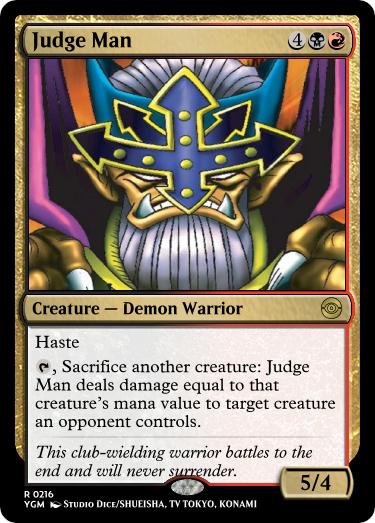 Judge Man 4
Creature — Demon Warrior
Haste
, Sacrifice another creature: Judge
Man deals damage equal to that
creature's mana value to target creature
an opponent controls.
This club-wielding warrior battles to the
end and will never surrender.
5/4
R 0216
YGM Studio Dice/SHUEISHA, TV TOKYO, KONAMI